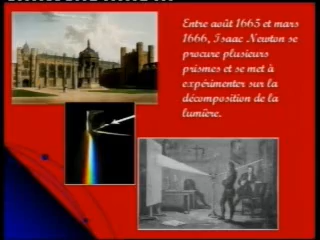 Entre août 1665 et mars
1666, Isaac Newton se
procure plusieurs
prismes et se met à
expérimenter sur la
décomposition de la
lumière.